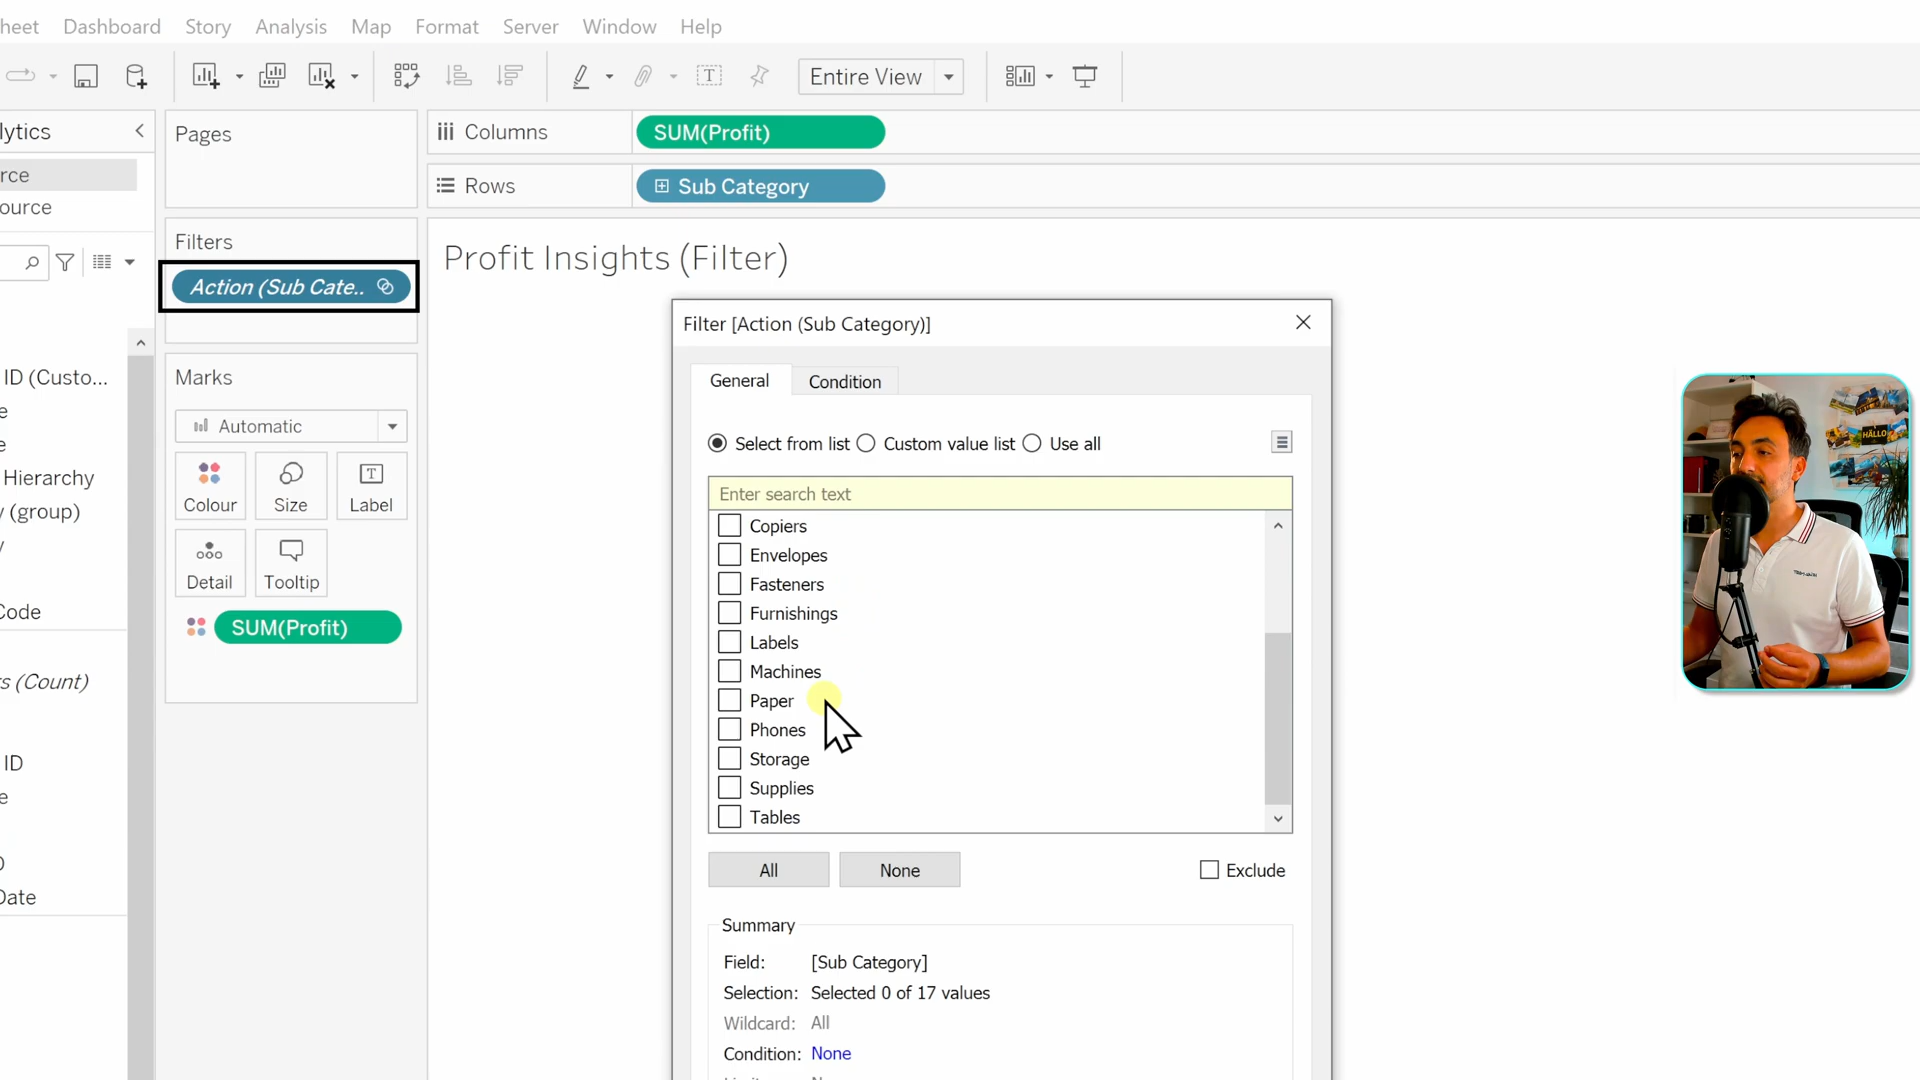 heet Dashboard Story Analysis Map Format Server Window Help
Entire View
lytics
Pages
Columns
SUM(Profit)
rce
ource
Rows
Sub Category
Filters
Action (Sub Cate..
Profit Insights (Filter)
Filter [Action (Sub Category)]
General
Condition
Select from list
Custom value list
Use all
Enter search text
Copiers
Envelopes
Fasteners
Furnishings
Labels
Machines
Paper
Phones
Storage
Supplies
Tables
All
None
Exclude
Summary
Field: [Sub Category]
Selection: Selected 0 of 17 values
Wildcard: All
Condition: None
Marks
Automatic
Colour
Size
Label
Detail
Tooltip
SUM(Profit)
ID (Custo...
e
e
Hierarchy
y (group)
y
Code
s (Count)
ID
e
D
Date
HALLO